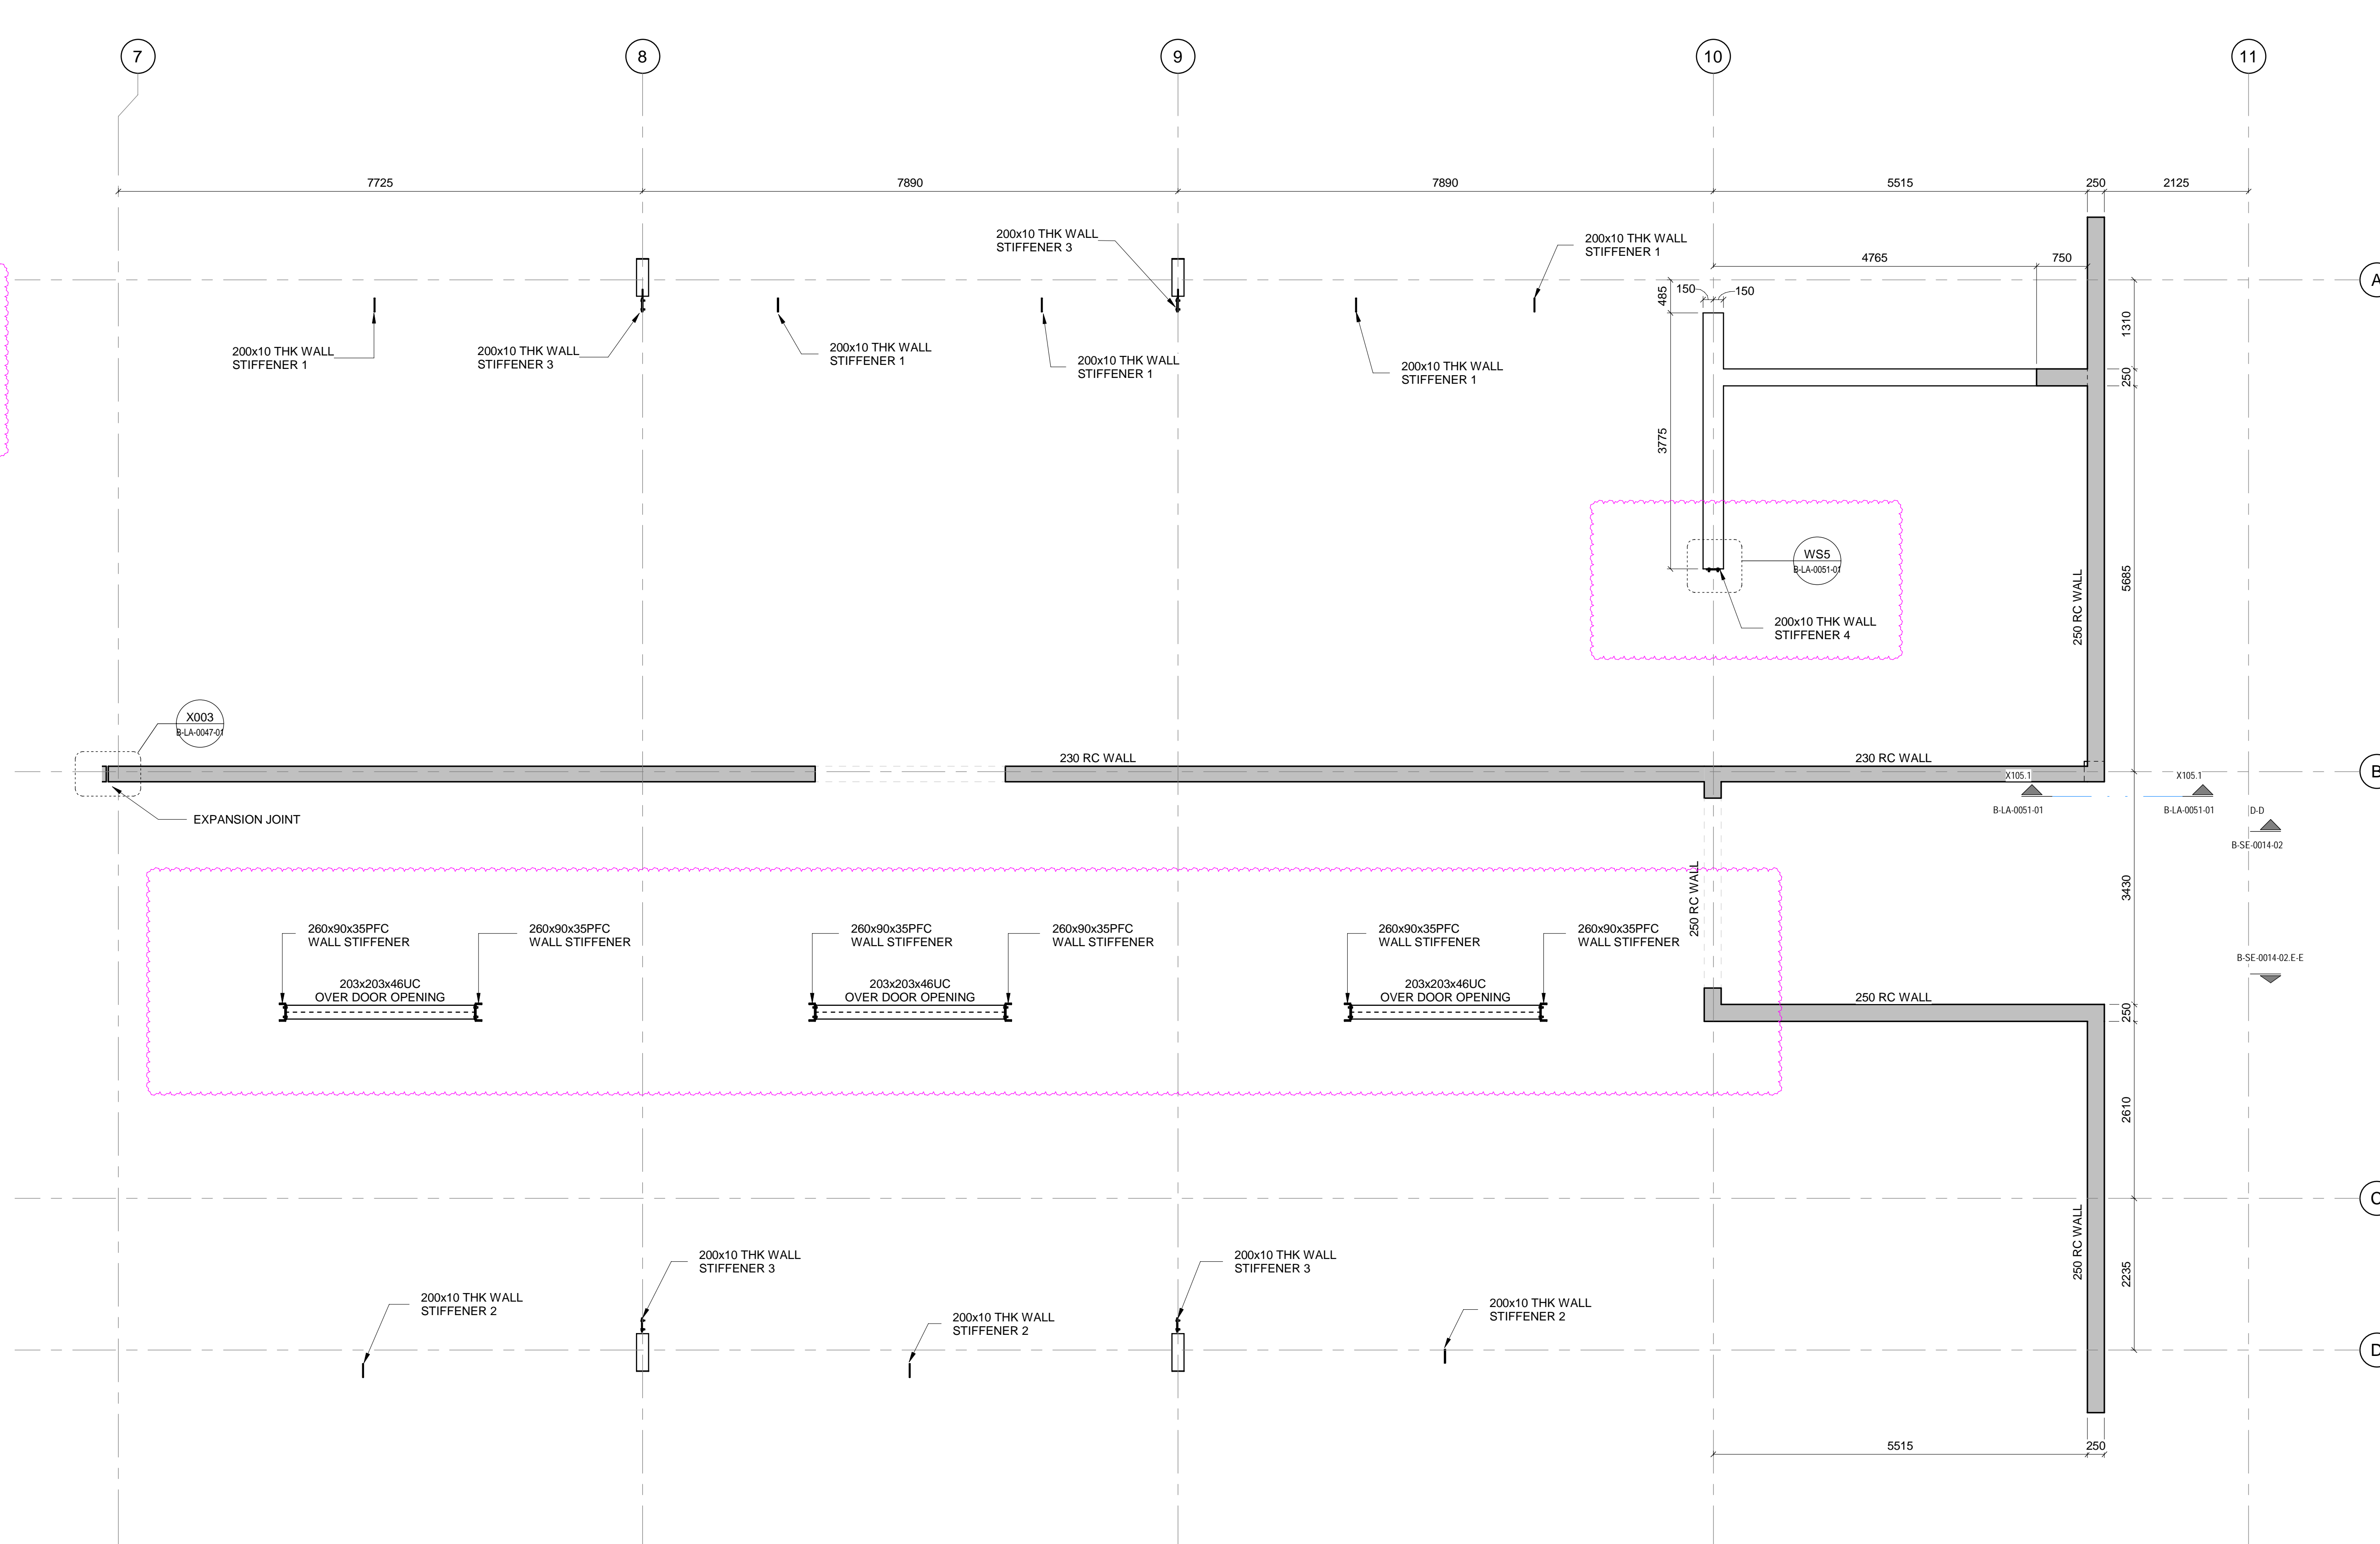 7
8
9
10
11
7725
7890
7890
5515
250
2125
200x10 THK WALL
STIFFENER 3
200x10 THK WALL
STIFFENER 1
4765
750
A
485
150
150
1310
200x10 THK WALL
STIFFENER 1
200x10 THK WALL
STIFFENER 3
200x10 THK WALL
STIFFENER 1
200x10 THK WALL
STIFFENER 1
200x10 THK WALL
STIFFENER 1
250
3775
WS5
B-LA-0051-01
5685
250 RC WALL
200x10 THK WALL
STIFFENER 4
X003
B-LA-0047-01
230 RC WALL
230 RC WALL
B
X105.1
X105.1
B-LA-0051-01
B-LA-0051-01
D-D
B-SE-0014-02
EXPANSION JOINT
3430
250 RC WALL
260x90x35PFC
WALL STIFFENER
260x90x35PFC
WALL STIFFENER
260x90x35PFC
WALL STIFFENER
260x90x35PFC
WALL STIFFENER
260x90x35PFC
WALL STIFFENER
260x90x35PFC
WALL STIFFENER
B-SE-0014-02.E-E
203x203x46UC
OVER DOOR OPENING
203x203x46UC
OVER DOOR OPENING
203x203x46UC
OVER DOOR OPENING
250 RC WALL
250
2610
C
250 RC WALL
2235
200x10 THK WALL
STIFFENER 3
200x10 THK WALL
STIFFENER 3
200x10 THK WALL
STIFFENER 2
200x10 THK WALL
STIFFENER 2
200x10 THK WALL
STIFFENER 2
D
5515
250